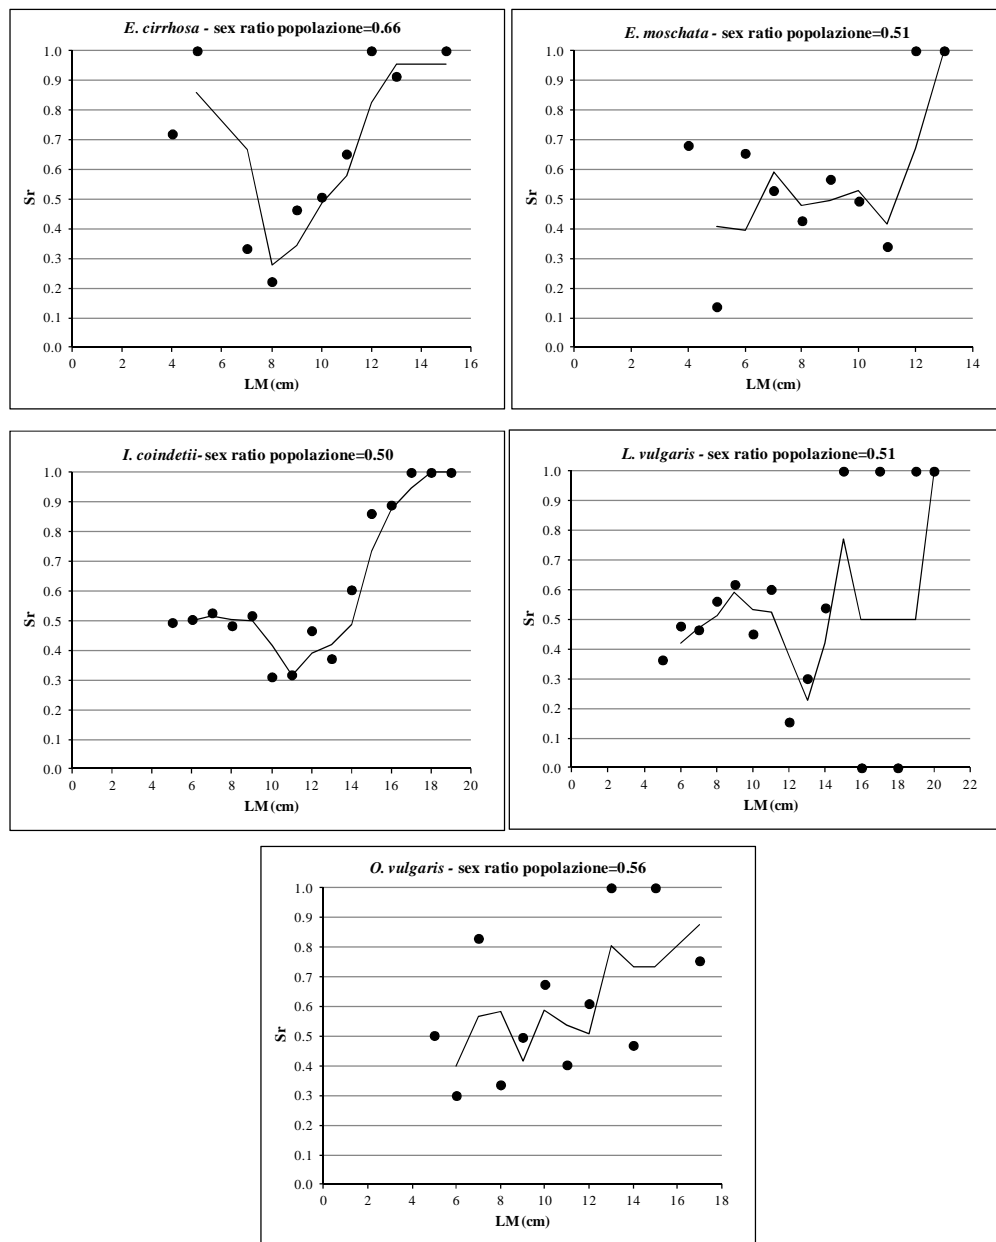 E. cirrhosa - sex ratio popolazione=0.66
1.0
0.9
0.8
0.7
0.6
0.5
0.4
0.3
0.2
0.1
0.0
Sr
0 2 4 6 8 10 12 14 16
LM (cm)
E. moschata - sex ratio popolazione=0.51
1.0
0.9
0.8
0.7
0.6
0.5
0.4
0.3
0.2
0.1
0.0
Sr
0 2 4 6 8 10 12 14
LM (cm)
I. coindetii- sex ratio popolazione=0.50
1.0
0.9
0.8
0.7
0.6
0.5
0.4
0.3
0.2
0.1
0.0
Sr
0 2 4 6 8 10 12 14 16 18 20
LM (cm)
L. vulgaris - sex ratio popolazione=0.51
1.0
0.9
0.8
0.7
0.6
0.5
0.4
0.3
0.2
0.1
0.0
Sr
0 2 4 6 8 10 12 14 16 18 20 22
LM (cm)
O. vulgaris - sex ratio popolazione=0.56
1.0
0.9
0.8
0.7
0.6
0.5
0.4
0.3
0.2
0.1
0.0
Sr
0 2 4 6 8 10 12 14 16 18
LM (cm)